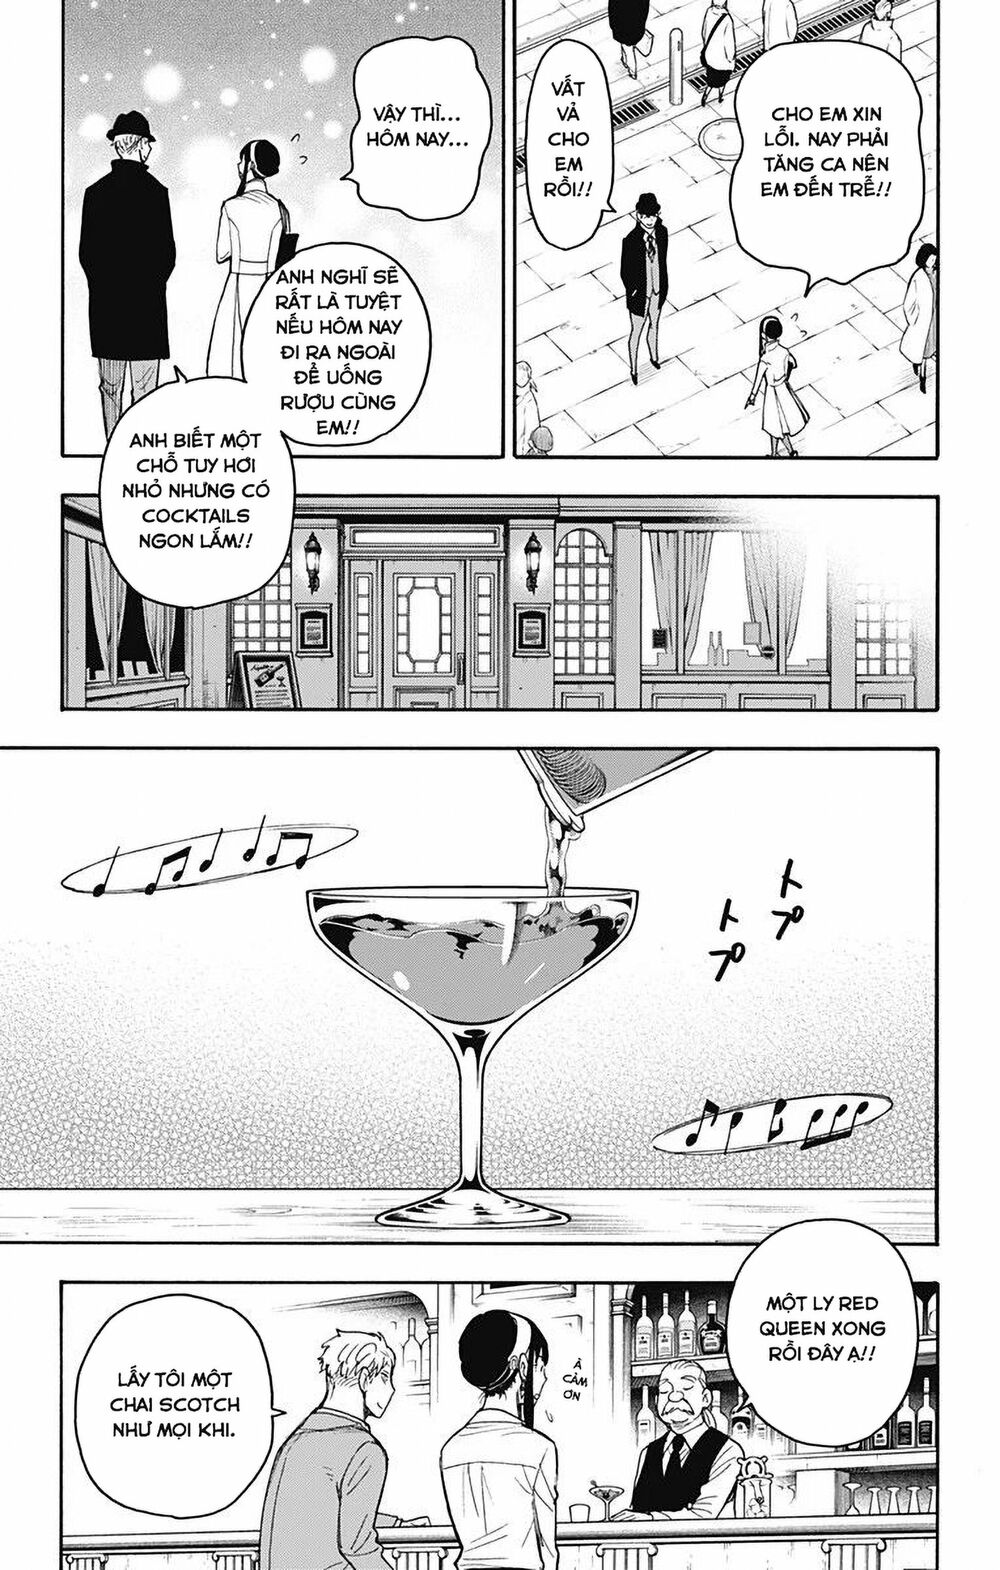 CHO EM XIN
LỖI. NAY PHẢI
TĂNG CA NÊN
EM ĐẾN TRỄ!!
VẤT
VẢ
CHO
EM
RỒI!!
VẬY THÌ...
HÔM NAY...
ANH NGHĨ SẼ
RẤT LÀ TUYỆT
NẾU HÔM NAY
ĐI RA NGOÀI
ĐỂ UỐNG
RƯỢU CÙNG
EM!!
ANH BIẾT MỘT
CHỖ TUY HƠI
NHỎ NHƯNG CÓ
COCKTAILS
NGON LẮM!!
トプ
トプ
MỘT LY RED
QUEEN XONG
RỒI ĐÂY Ạ!!
Ả
CẢM
ƠN
LẤY TÔI MỘT
CHAI SCOTCH
NHƯ MỌI KHI.